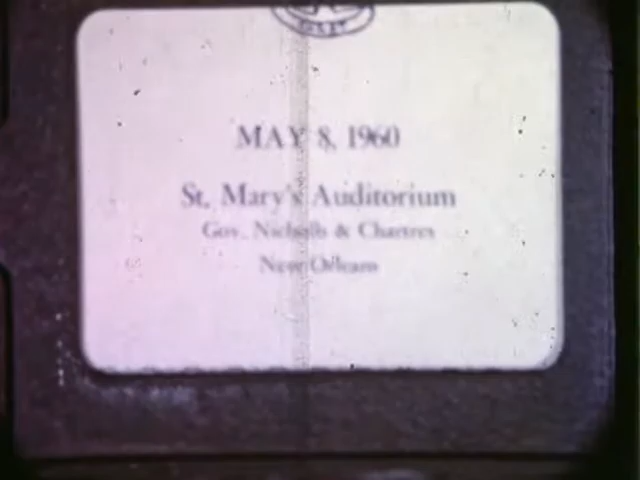 MAY 8, 1960
St. Mary's Auditorium
Gov. Nicholls & Chartres
New Orleans